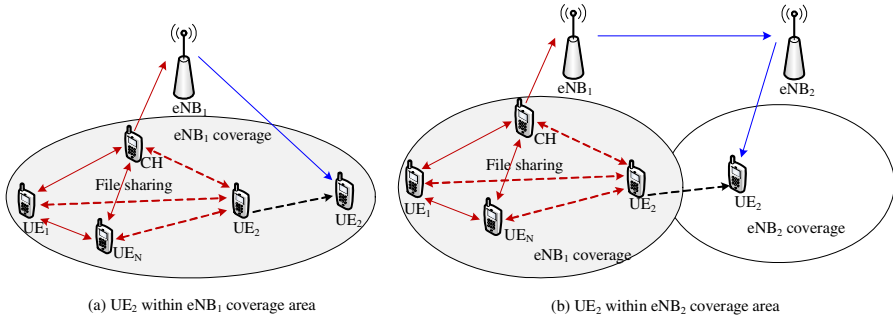 eNB1
eNB1 coverage
CH
File sharing
UE1
UE2
UE2
UEN
(a) UE2 within eNB1 coverage area
eNB1
eNB2
CH
File sharing
UE1
UE2
UE2
UEN
eNB2 coverage
eNB1 coverage
(b) UE2 within eNB2 coverage area